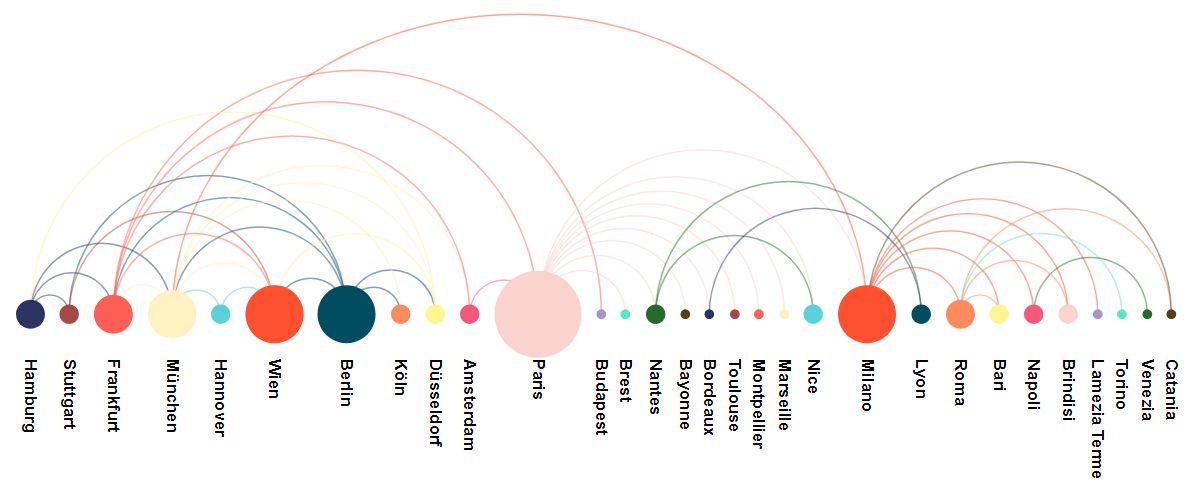 Hamburg
Stuttgart
Frankfurt
München
Hannover
Wien
Berlin
Köln
Düsseldorf
Amsterdam
Paris
Budapest
Brest
Nantes
Bayonne
Bordeaux
Toulouse
Montpellier
Marseille
Nice
Milano
Lyon
Roma
Bari
Napoli
Brindisi
Lamezia Terme
Torino
Venezia
Catania